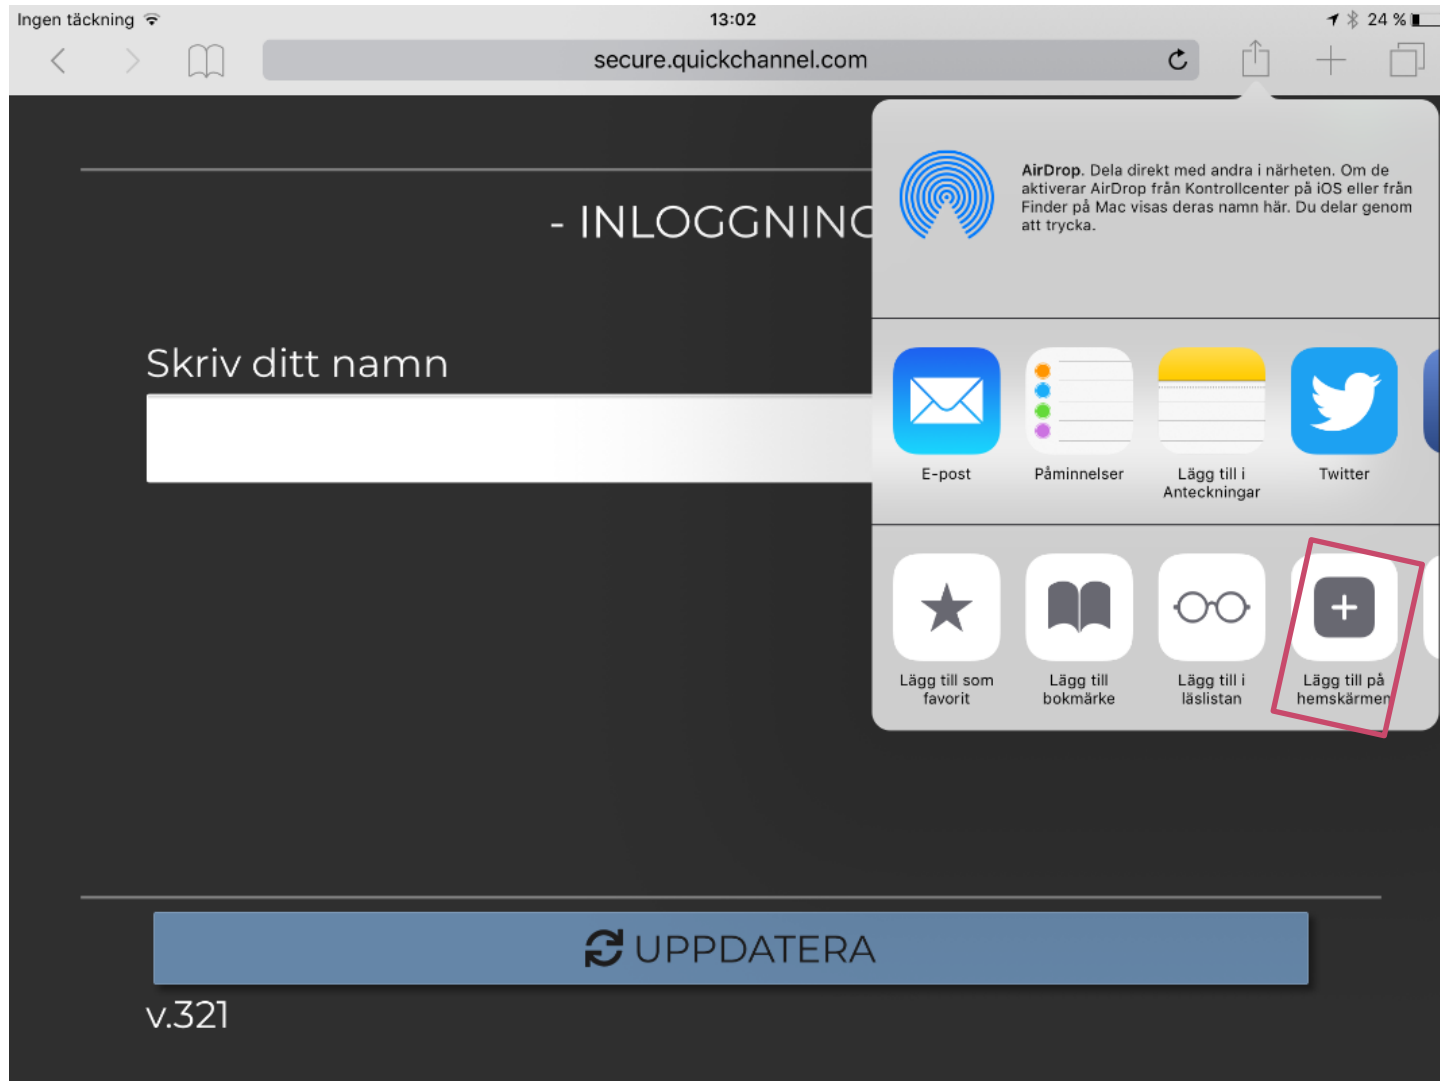 Ingen täckning 13:02 24 %
secure.quickchannel.com
- INLOGGNING
Skriv ditt namn
AirDrop. Dela direkt med andra i närheten. Om de
aktiverar AirDrop från Kontrollcenter på iOS eller från
Finder på Mac visas deras namn här. Du delar genom
att trycka.
E-post
Påminnelser
Lägg till i
Anteckningar
Twitter
Lägg till som
favorit
Lägg till
bokmärke
Lägg till i
läslistan
Lägg till på
hemskärmen
UPPDATERA
v.321